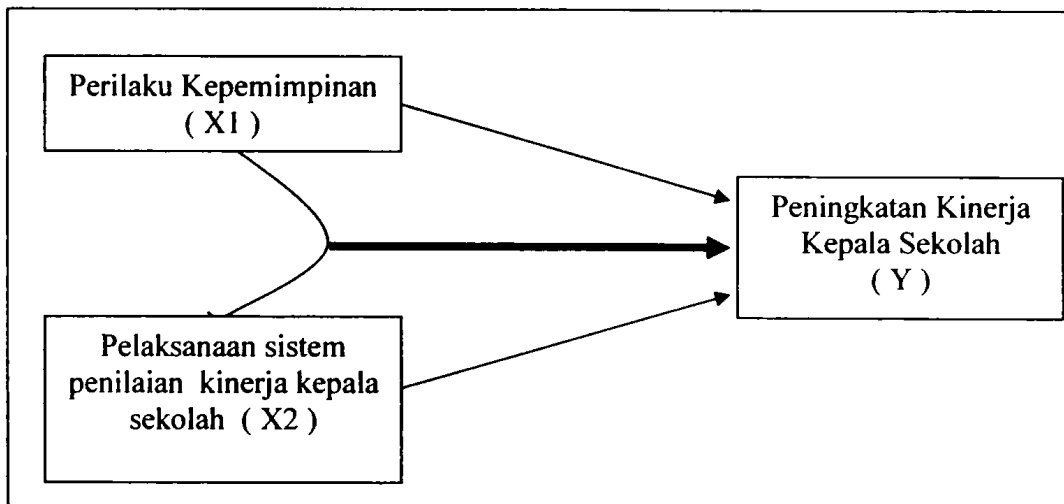 Perilaku Kepemimpinan
( X1 )
Peningkatan Kinerja
Kepala Sekolah
( Y )
Pelaksanaan sistem
penilaian kinerja kepala
sekolah ( X2 )